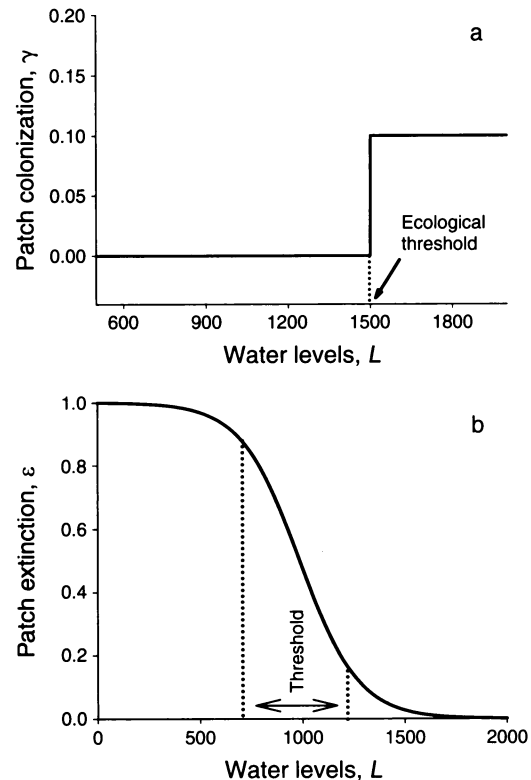 a
Patch colonization, γ
0.20
0.15
0.10
0.05
0.00
Ecological
threshold
600 900 1200 1500 1800
Water levels, L
b
Patch extinction, ε
1.0
0.8
0.6
0.4
0.2
0.0
Threshold
0 500 1000 1500 2000
Water levels, L